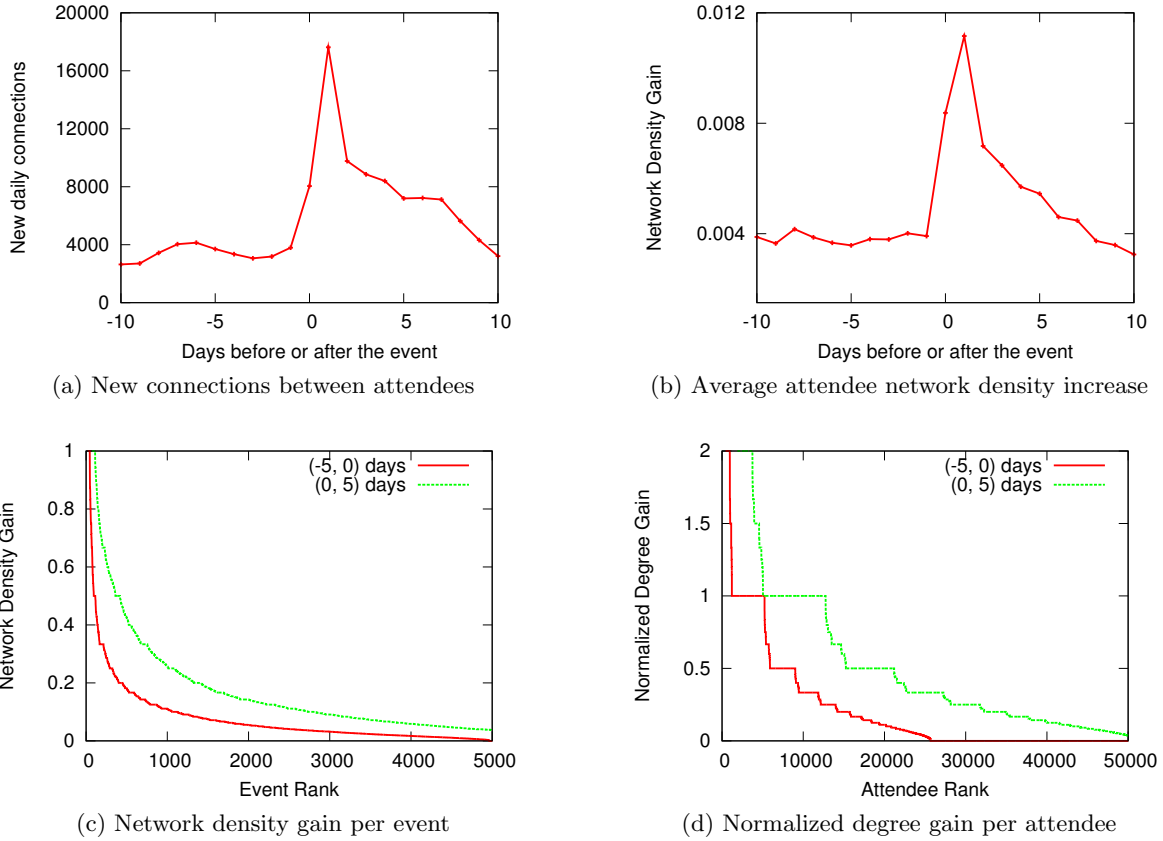 20000
16000
12000
8000
4000
0
New daily connections
-10 -5 0 5 10
Days before or after the event
(a) New connections between attendees
0.012
0.008
0.004
Network Density Gain
-10 -5 0 5 10
Days before or after the event
(b) Average attendee network density increase
1
0.8
0.6
0.4
0.2
0
Network Density Gain
(-5, 0) days
(0, 5) days
0 1000 2000 3000 4000 5000
Event Rank
(c) Network density gain per event
2
1.5
1
0.5
0
Normalized Degree Gain
(-5, 0) days
(0, 5) days
0 10000 20000 30000 40000 50000
Attendee Rank
(d) Normalized degree gain per attendee